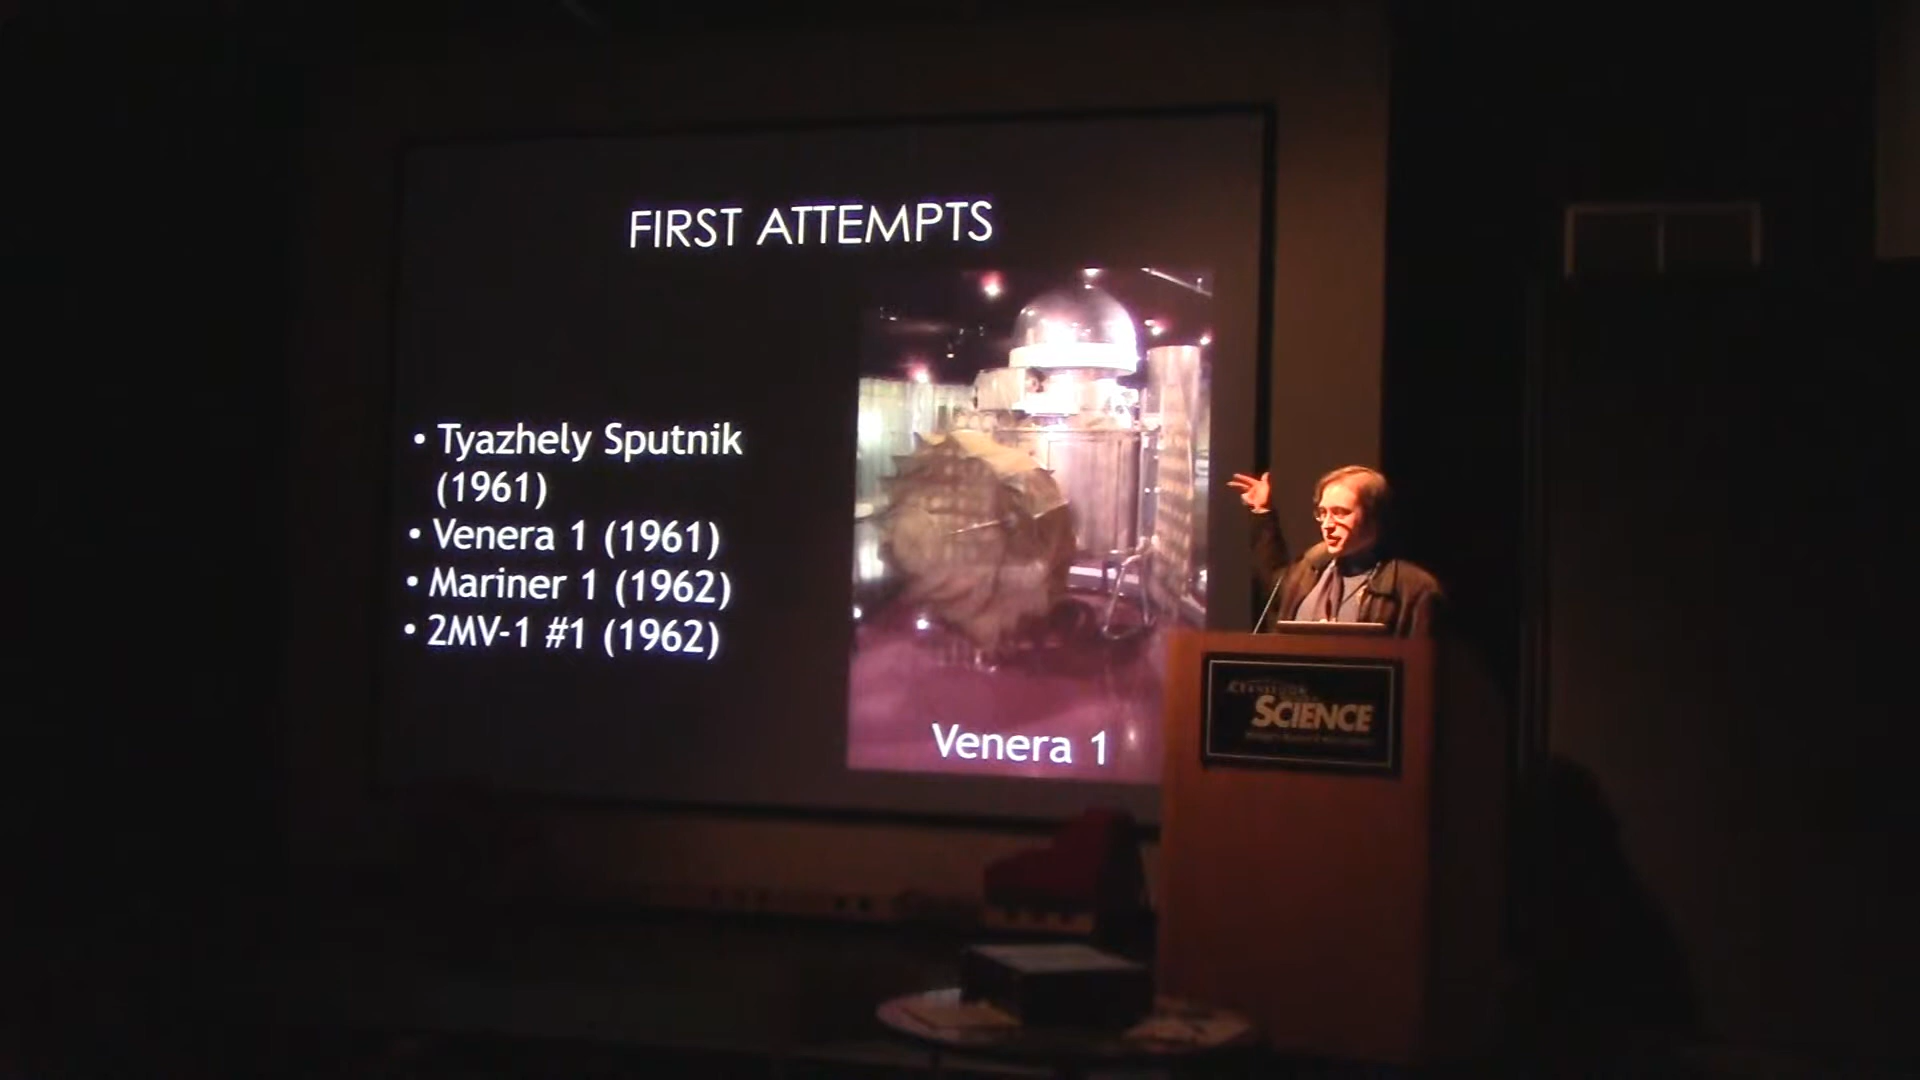 FIRST ATTEMPTS
• Tyazhely Sputnik
(1961)
• Venera 1 (1961)
• Mariner 1 (1962)
• 2MV-1 #1 (1962)
Venera 1
SCIENCE